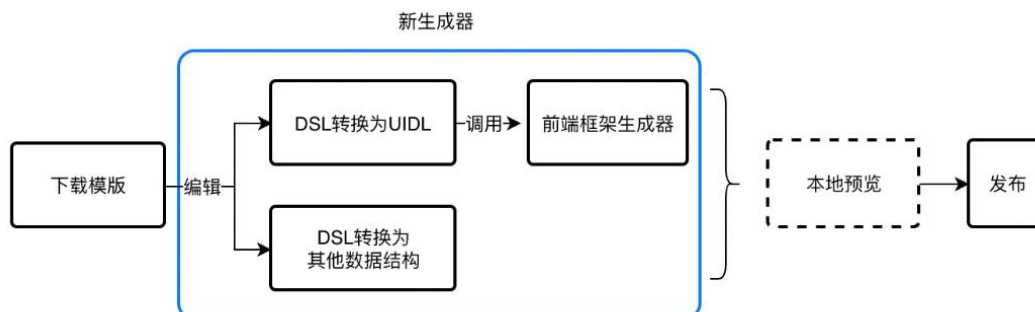 新生成器
下载模版
编辑
DSL转换为UIDL
调用
前端框架生成器
DSL转换为
其他数据结构
本地预览
发布